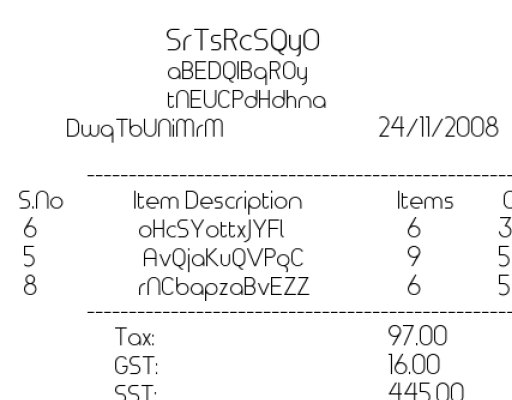 SrTsRcSQyO
aBEDQlBqROy
tNEUCPdHdhna
DwqTbUNiMrM 24/11/2008
S.No Item Description Items
6 oHcSYottxJYFl 6 3
5 AvQjaKuQVPqC 9 5
8 rNCbapzaBvEZZ 6 5
Tax: 97.00
GST: 16.00
SST: 445.00